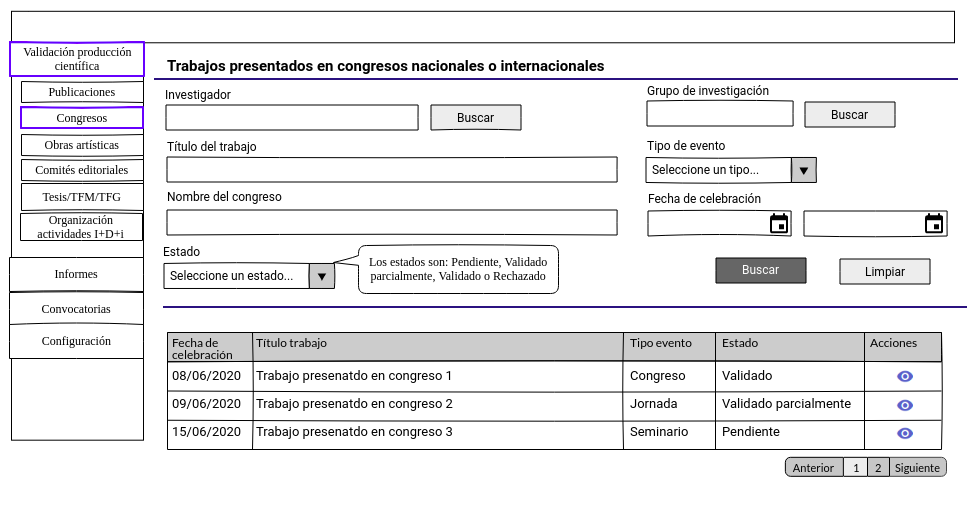 Validación producción
científica
Publicaciones
Congresos
Obras artísticas
Comités editoriales
Tesis/TFM/TFG
Organización
actividades I+D+i
Informes
Convocatorias
Configuración
Trabajos presentados en congresos nacionales o internacionales
Investigador
Buscar
Grupo de investigación
Buscar
Título del trabajo
Tipo de evento
Seleccione un tipo...
Nombre del congreso
Fecha de celebración
Estado
Seleccione un estado...
Los estados son: Pendiente, Validado
parcialmente, Validado o Rechazado
Buscar
Limpiar
Fecha de
celebración
Título trabajo
Tipo evento
Estado
Acciones
08/06/2020 Trabajo presenatdo en congreso 1 Congreso Validado
09/06/2020 Trabajo presenatdo en congreso 2 Jornada Validado parcialmente
15/06/2020 Trabajo presenatdo en congreso 3 Seminario Pendiente
Anterior 1 2 Siguiente